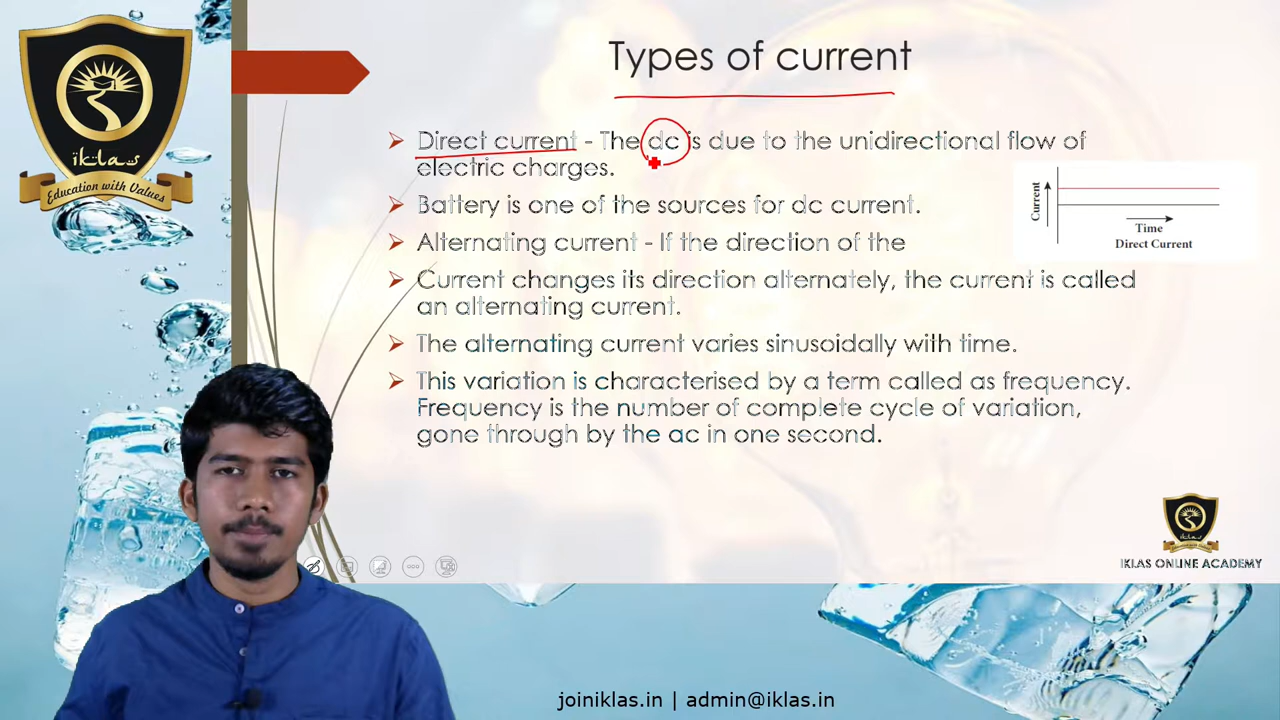 iklas
Education with Values
Types of current
Direct current - The dc is due to the unidirectional flow of
electric charges.
Battery is one of the sources for dc current.
Alternating current - If the direction of the
Current changes its direction alternately, the current is called
an alternating current.
The alternating current varies sinusoidally with time.
This variation is characterised by a term called as frequency.
Frequency is the number of complete cycle of variation,
gone through by the ac in one second.
Current
Time
Direct Current
IKLAS ONLINE ACADEMY
joiniklas.in | admin@iklas.in